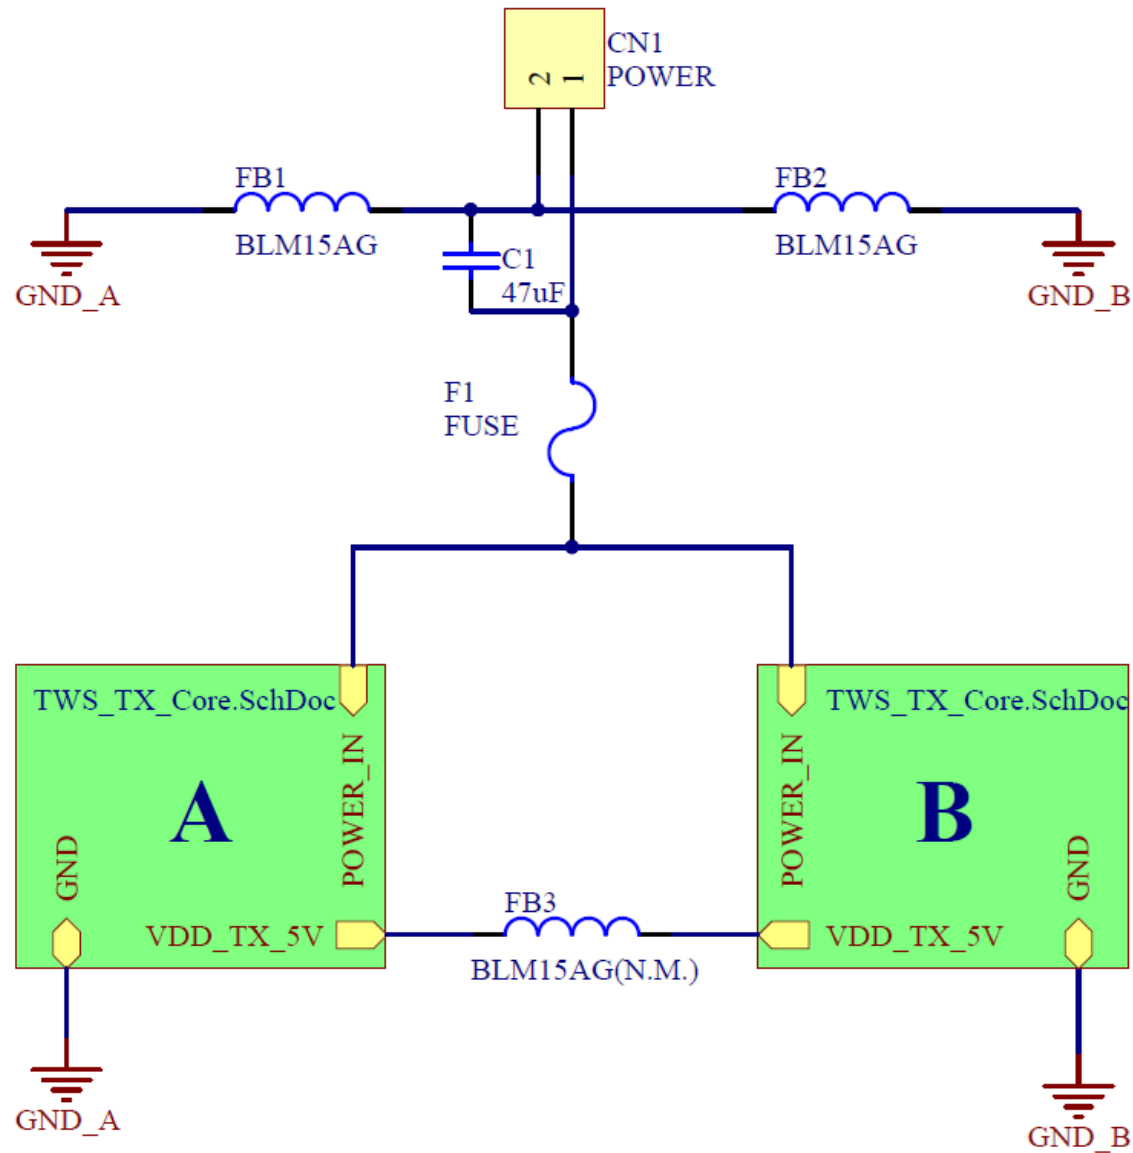 CN1
POWER
2
1
FB1
BLM15AG
FB2
BLM15AG
GND_A
C1
47uF
GND_B
F1
FUSE
TWS_TX_Core.SchDoc
POWER_IN
A
GND
VDD_TX_5V
TWS_TX_Core.SchDoc
POWER_IN
B
GND
VDD_TX_5V
FB3
BLM15AG(N.M.)
GND_A
GND_B